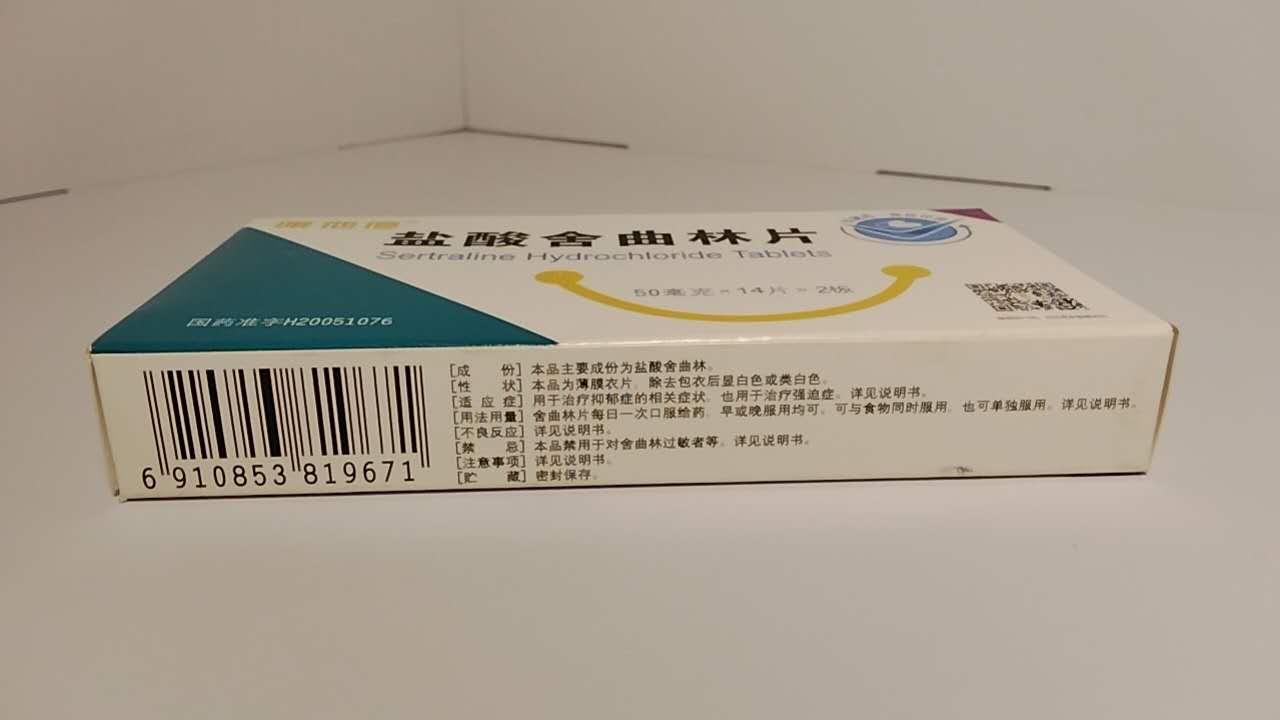 盐酸舍曲林片
Sertraline Hydrochloride Tablets
50毫克×14片×2板
国药准字H20051076
[成 份] 本品主要成份为盐酸舍曲林。
[性 状] 本品为薄膜衣片，除去包衣后显白色或类白色。
[适 应 症] 用于治疗抑郁症的相关症状，也用于治疗强迫症。详见说明书。
[用法用量] 舍曲林片每日一次口服给药，早或晚服用均可。可与食物同时服用，也可单独服用。详见说明书。
[不良反应] 详见说明书。
[禁 忌] 本品禁用于对舍曲林过敏者等。详见说明书。
[注意事项] 详见说明书。
[贮 藏] 密封保存。
6 910853 819671